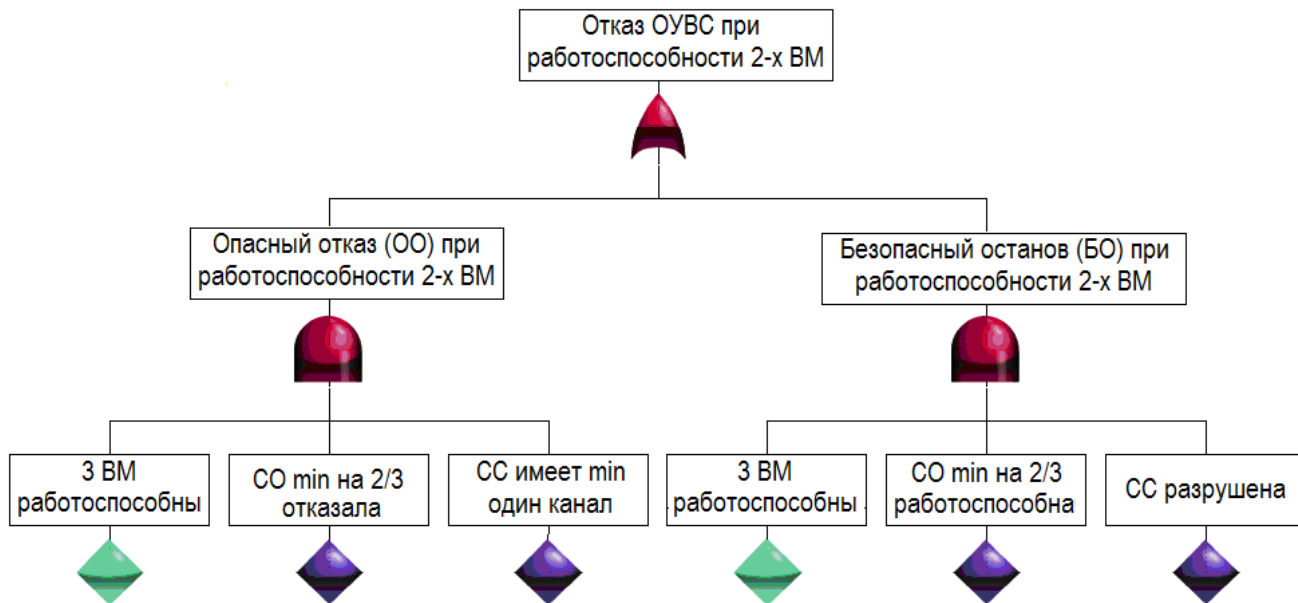 Отказ ОУВС при
работоспособности 2-х ВМ
Опасный отказ (ОО) при
работоспособности 2-х ВМ
Безопасный останов (БО) при
работоспособности 2-х ВМ
3 ВМ
работоспособны
СО min на 2/3
отказала
СС имеет min
один канал
3 ВМ
работоспособны
СО min на 2/3
работоспособна
СС разрушена